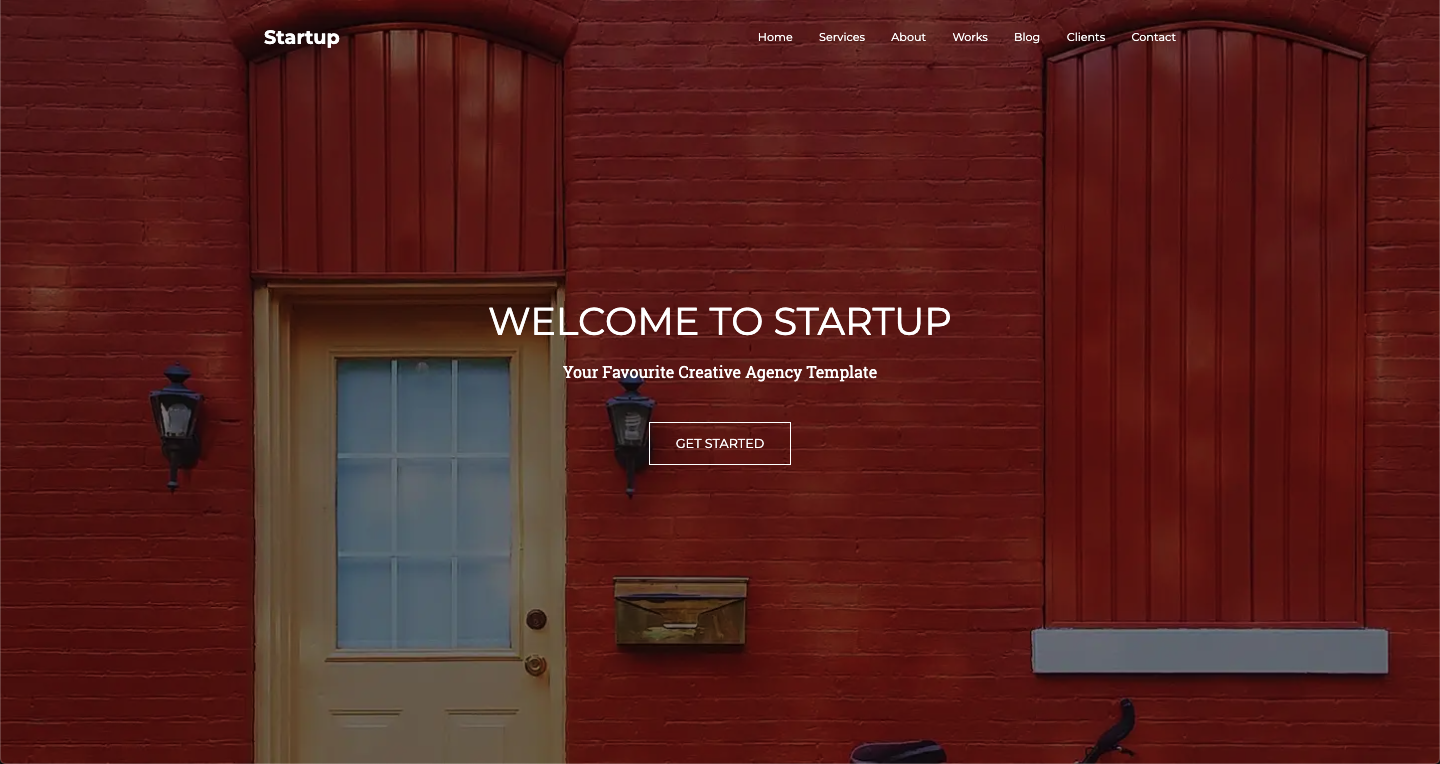 Startup
Home Services About Works Blog Clients Contact
WELCOME TO STARTUP
Your Favourite Creative Agency Template
GET STARTED